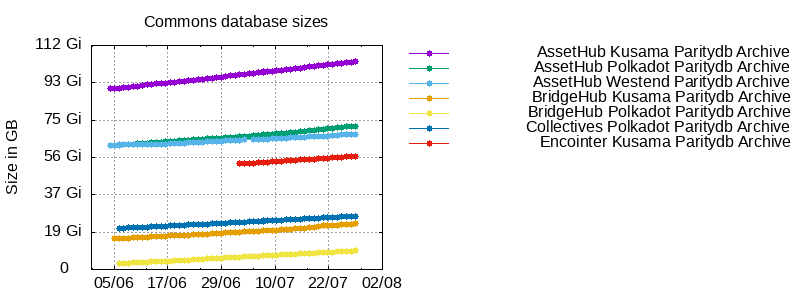 Commons database sizes
112 Gi
93 Gi
75 Gi
56 Gi
37 Gi
19 Gi
0
Size in GB
05/06 17/06 29/06 10/07 22/07 02/08
AssetHub Kusama Paritydb Archive
AssetHub Polkadot Paritydb Archive
AssetHub Westend Paritydb Archive
BridgeHub Kusama Paritydb Archive
BridgeHub Polkadot Paritydb Archive
Collectives Polkadot Paritydb Archive
Encointer Kusama Paritydb Archive